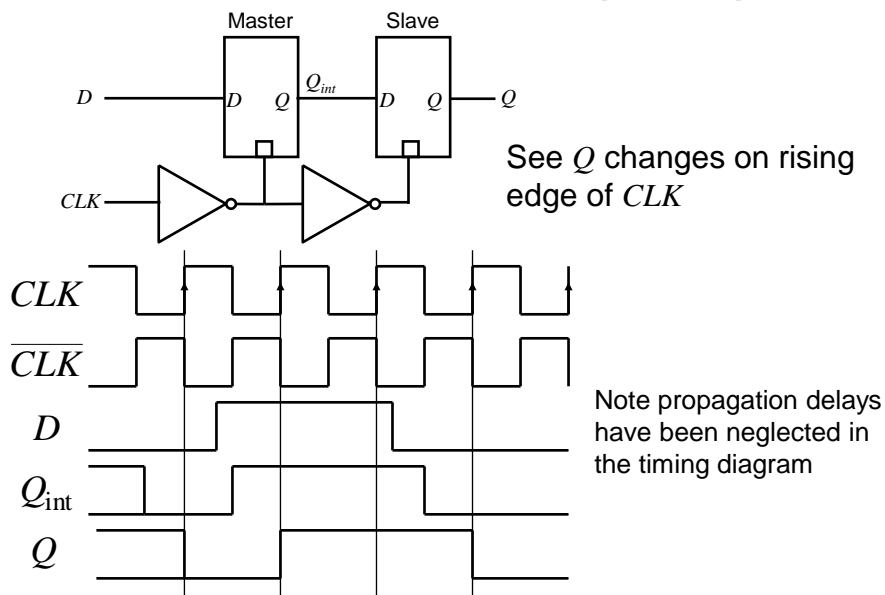 Master
Slave
D
D
Q
Q_int
D
Q
Q
CLK
See Q changes on rising
edge of CLK
CLK
C̅L̅K̅
D
Note propagation delays
have been neglected in
the timing diagram
Q_int
Q